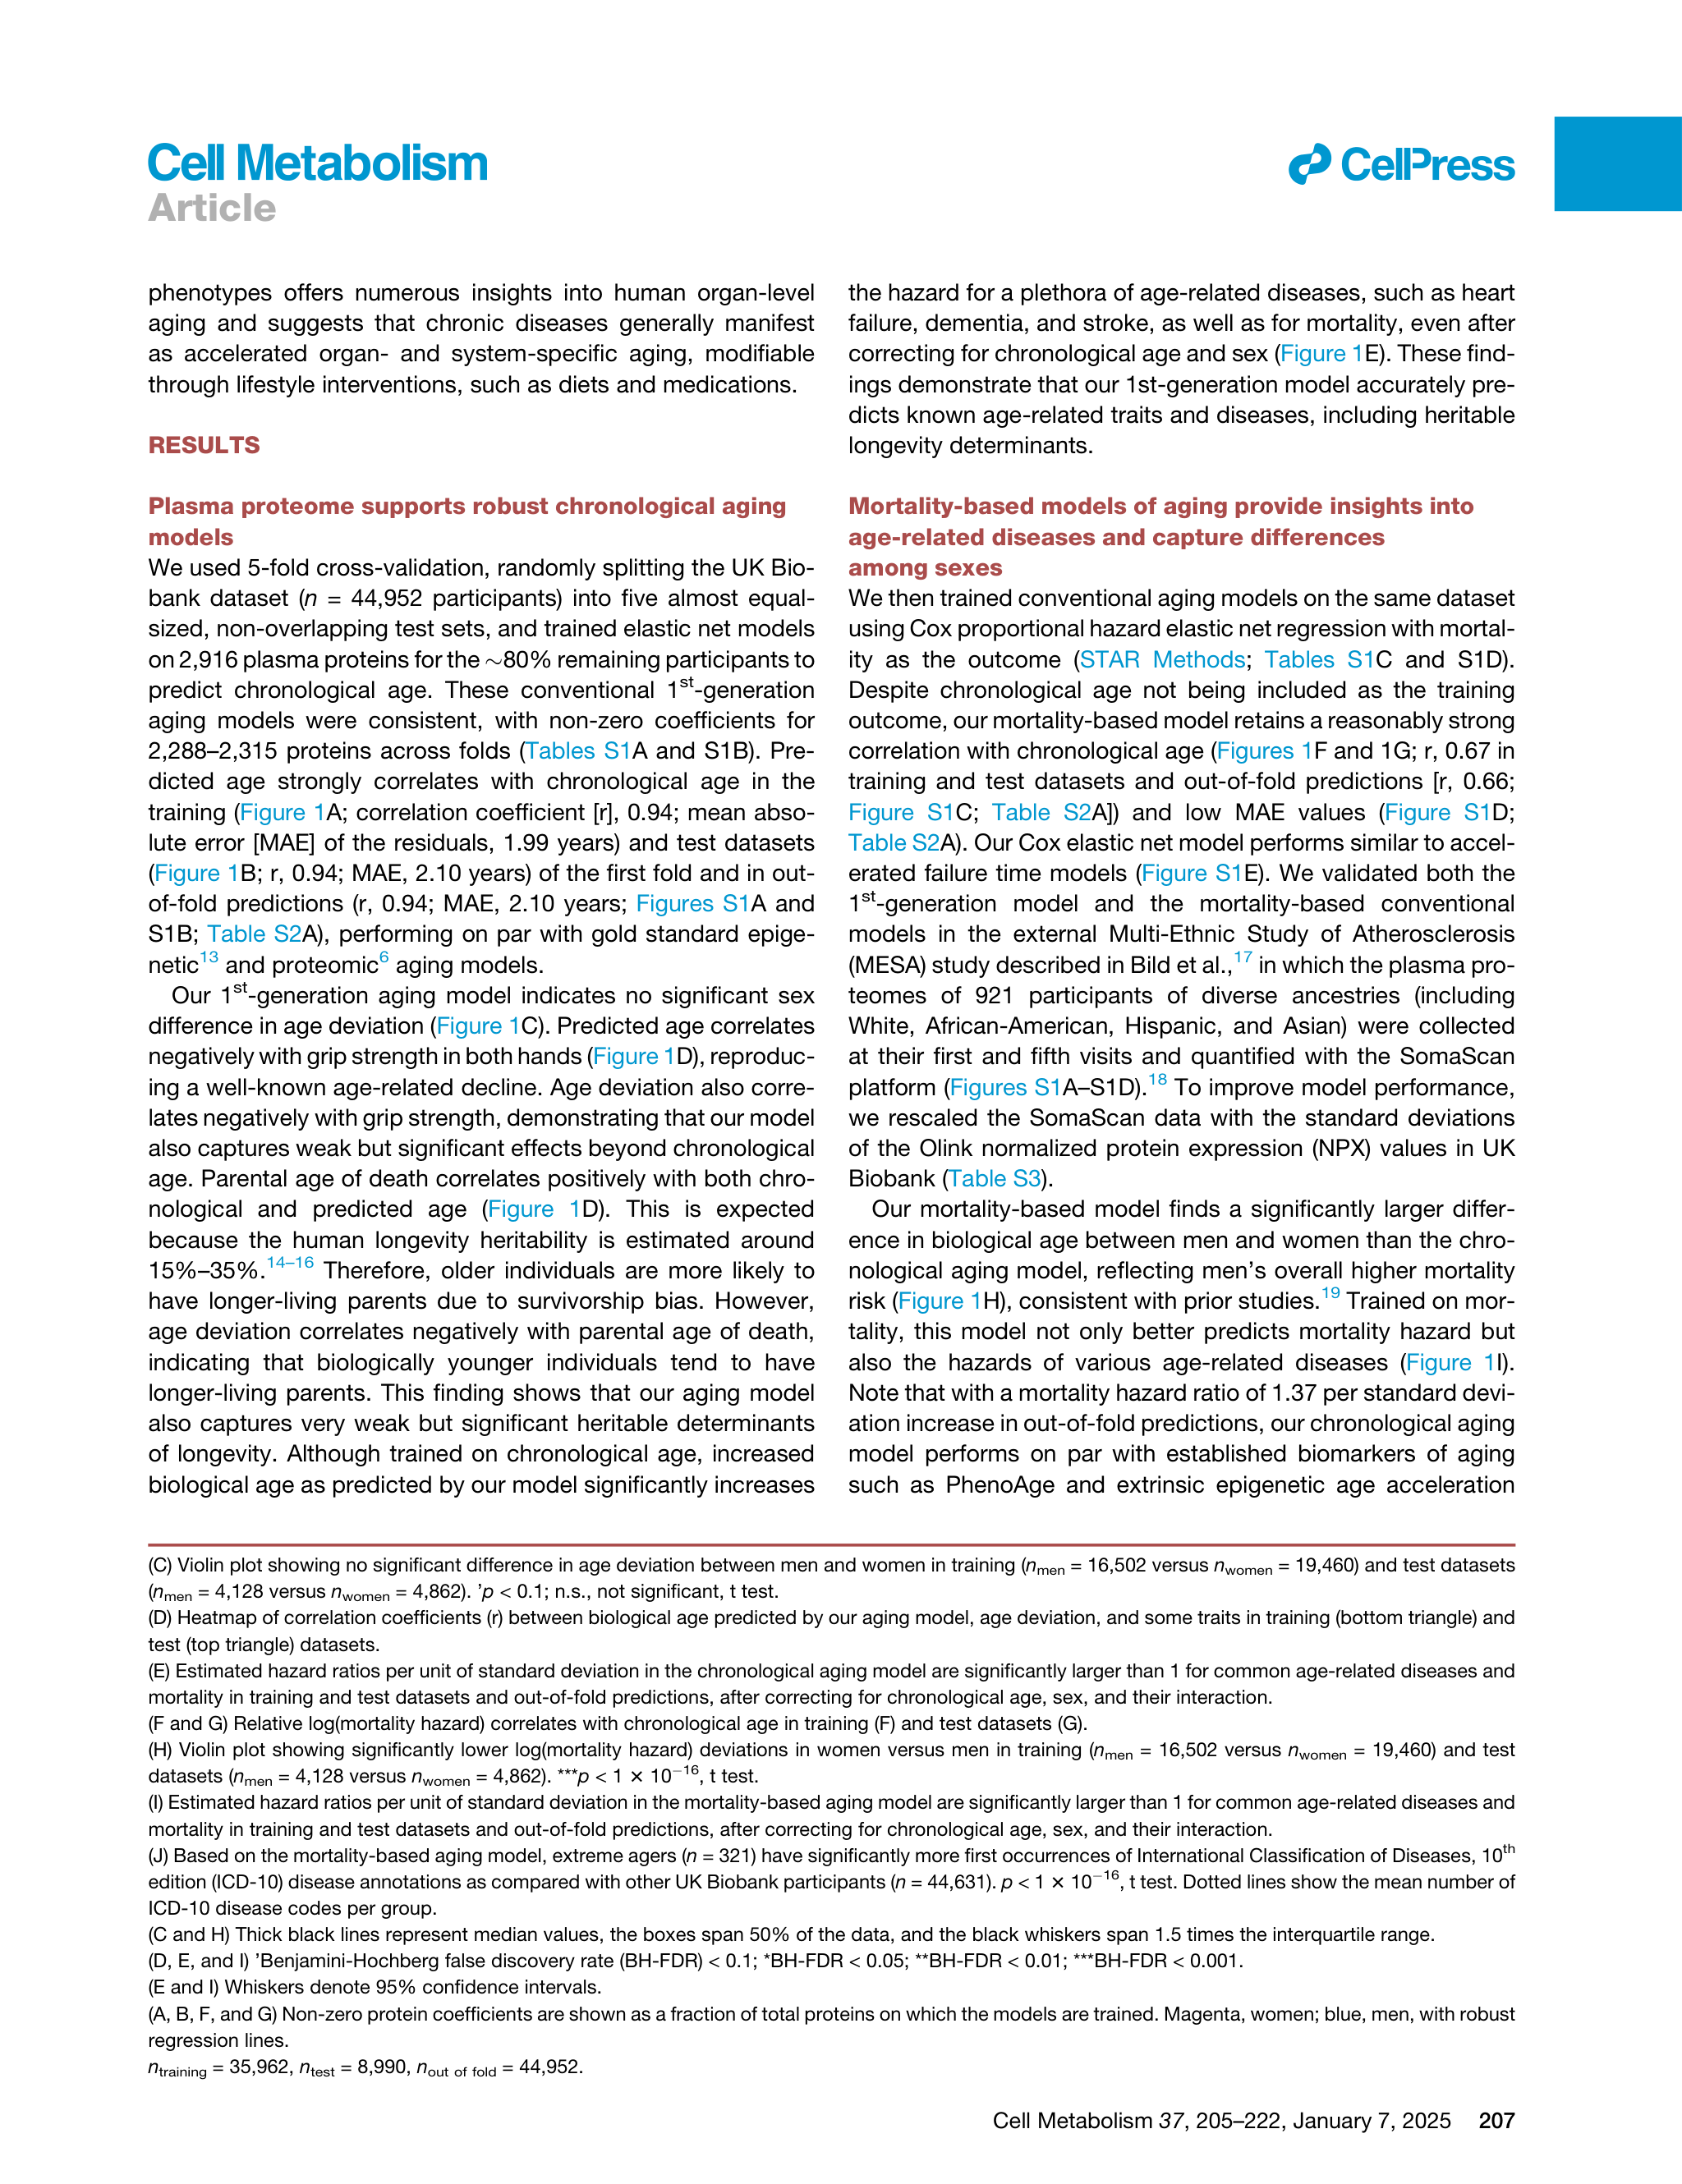 Cell Metabolism
Article
CellPress
phenotypes offers numerous insights into human organ-level
aging and suggests that chronic diseases generally manifest
as accelerated organ- and system-specific aging, modifiable
through lifestyle interventions, such as diets and medications.
RESULTS
Plasma proteome supports robust chronological aging
models
We used 5-fold cross-validation, randomly splitting the UK Bio-
bank dataset (n = 44,952 participants) into five almost equal-
sized, non-overlapping test sets, and trained elastic net models
on 2,916 plasma proteins for the ~80% remaining participants to
predict chronological age. These conventional 1st-generation
aging models were consistent, with non-zero coefficients for
2,288–2,315 proteins across folds (Tables S1A and S1B). Pre-
dicted age strongly correlates with chronological age in the
training (Figure 1A; correlation coefficient [r], 0.94; mean abso-
lute error [MAE] of the residuals, 1.99 years) and test datasets
(Figure 1B; r, 0.94; MAE, 2.10 years) of the first fold and in out-
of-fold predictions (r, 0.94; MAE, 2.10 years; Figures S1A and
S1B; Table S2A), performing on par with gold standard epige-
netic13 and proteomic6 aging models.
Our 1st-generation aging model indicates no significant sex
difference in age deviation (Figure 1C). Predicted age correlates
negatively with grip strength in both hands (Figure 1D), reproduc-
ing a well-known age-related decline. Age deviation also corre-
lates negatively with grip strength, demonstrating that our model
also captures weak but significant effects beyond chronological
age. Parental age of death correlates positively with both chro-
nological and predicted age (Figure 1D). This is expected
because the human longevity heritability is estimated around
15%–35%.14–16 Therefore, older individuals are more likely to
have longer-living parents due to survivorship bias. However,
age deviation correlates negatively with parental age of death,
indicating that biologically younger individuals tend to have
longer-living parents. This finding shows that our aging model
also captures very weak but significant heritable determinants
of longevity. Although trained on chronological age, increased
biological age as predicted by our model significantly increases
the hazard for a plethora of age-related diseases, such as heart
failure, dementia, and stroke, as well as for mortality, even after
correcting for chronological age and sex (Figure 1E). These find-
ings demonstrate that our 1st-generation model accurately pre-
dicts known age-related traits and diseases, including heritable
longevity determinants.
Mortality-based models of aging provide insights into
age-related diseases and capture differences
among sexes
We then trained conventional aging models on the same dataset
using Cox proportional hazard elastic net regression with mortal-
ity as the outcome (STAR Methods; Tables S1C and S1D).
Despite chronological age not being included as the training
outcome, our mortality-based model retains a reasonably strong
correlation with chronological age (Figures 1F and 1G; r, 0.67 in
training and test datasets and out-of-fold predictions [r, 0.66;
Figure S1C; Table S2A]) and low MAE values (Figure S1D;
Table S2A). Our Cox elastic net model performs similar to accel-
erated failure time models (Figure S1E). We validated both the
1st-generation model and the mortality-based conventional
models in the external Multi-Ethnic Study of Atherosclerosis
(MESA) study described in Bild et al.,17 in which the plasma pro-
teomes of 921 participants of diverse ancestries (including
White, African-American, Hispanic, and Asian) were collected
at their first and fifth visits and quantified with the SomaScan
platform (Figures S1A–S1D).18 To improve model performance,
we rescaled the SomaScan data with the standard deviations
of the Olink normalized protein expression (NPX) values in UK
Biobank (Table S3).
Our mortality-based model finds a significantly larger differ-
ence in biological age between men and women than the chro-
nological aging model, reflecting men's overall higher mortality
risk (Figure 1H), consistent with prior studies.19 Trained on mor-
tality, this model not only better predicts mortality hazard but
also the hazards of various age-related diseases (Figure 1I).
Note that with a mortality hazard ratio of 1.37 per standard devi-
ation increase in out-of-fold predictions, our chronological aging
model performs on par with established biomarkers of aging
such as PhenoAge and extrinsic epigenetic age acceleration
(C) Violin plot showing no significant difference in age deviation between men and women in training (nmen = 16,502 versus nwomen = 19,460) and test datasets
(nmen = 4,128 versus nwomen = 4,862). ’p < 0.1; n.s., not significant, t test.
(D) Heatmap of correlation coefficients (r) between biological age predicted by our aging model, age deviation, and some traits in training (bottom triangle) and
test (top triangle) datasets.
(E) Estimated hazard ratios per unit of standard deviation in the chronological aging model are significantly larger than 1 for common age-related diseases and
mortality in training and test datasets and out-of-fold predictions, after correcting for chronological age, sex, and their interaction.
(F and G) Relative log(mortality hazard) correlates with chronological age in training (F) and test datasets (G).
(H) Violin plot showing significantly lower log(mortality hazard) deviations in women versus men in training (nmen = 16,502 versus nwomen = 19,460) and test
datasets (nmen = 4,128 versus nwomen = 4,862). ***p < 1 × 10−16, t test.
(I) Estimated hazard ratios per unit of standard deviation in the mortality-based aging model are significantly larger than 1 for common age-related diseases and
mortality in training and test datasets and out-of-fold predictions, after correcting for chronological age, sex, and their interaction.
(J) Based on the mortality-based aging model, extreme agers (n = 321) have significantly more first occurrences of International Classification of Diseases, 10th
edition (ICD-10) disease annotations as compared with other UK Biobank participants (n = 44,631). p < 1 × 10−16, t test. Dotted lines show the mean number of
ICD-10 disease codes per group.
(C and H) Thick black lines represent median values, the boxes span 50% of the data, and the black whiskers span 1.5 times the interquartile range.
(D, E, and I) ’Benjamini-Hochberg false discovery rate (BH-FDR) < 0.1; *BH-FDR < 0.05; **BH-FDR < 0.01; ***BH-FDR < 0.001.
(E and I) Whiskers denote 95% confidence intervals.
(A, B, F, and G) Non-zero protein coefficients are shown as a fraction of total proteins on which the models are trained. Magenta, women; blue, men, with robust
regression lines.
ntraining = 35,962, ntest = 8,990, nout of fold = 44,952.
Cell Metabolism 37, 205–222, January 7, 2025 207